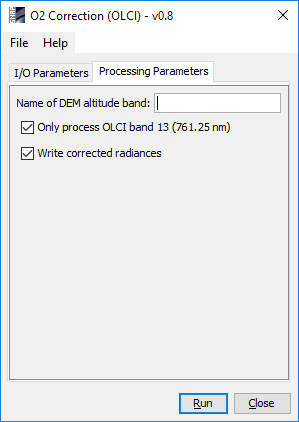 O2 Correction (OLCI) - v0.8
File Help
I/O Parameters Processing Parameters
Name of DEM altitude band:
Only process OLCI band 13 (761.25 nm)
Write corrected radiances
Run Close